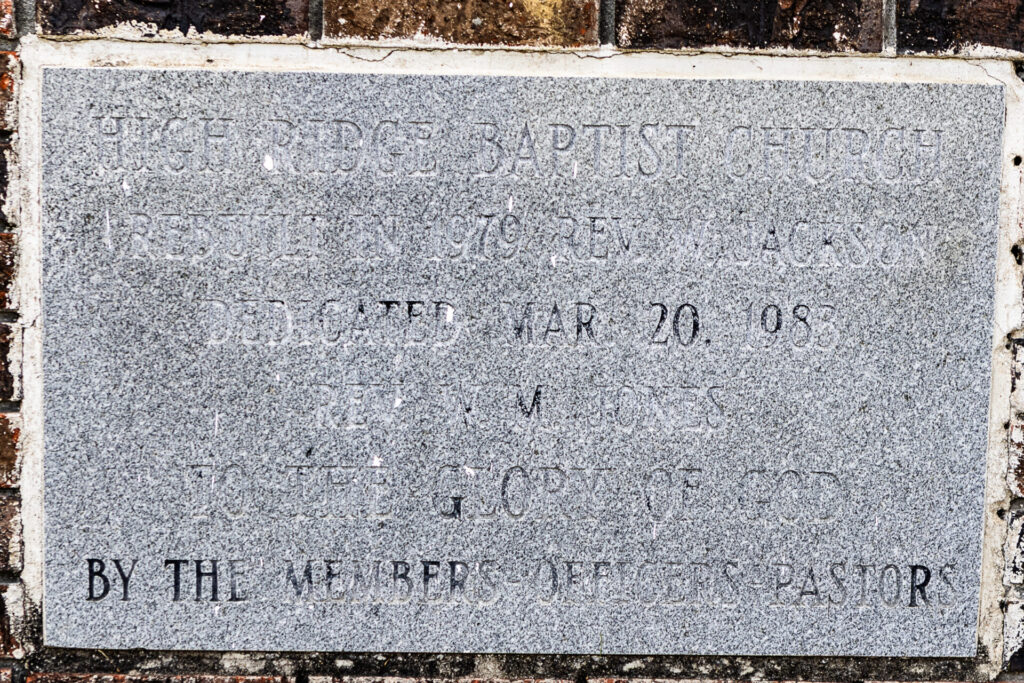 HIGH RIDGE BAPTIST CHURCH
REBUILT IN 1979 REV. W. JACKSON
DEDICATED MAR. 20. 1983
REV. W. M. JONES
TO THE GLORY OF GOD
BY THE MEMBERS-OFFICERS-PASTORS